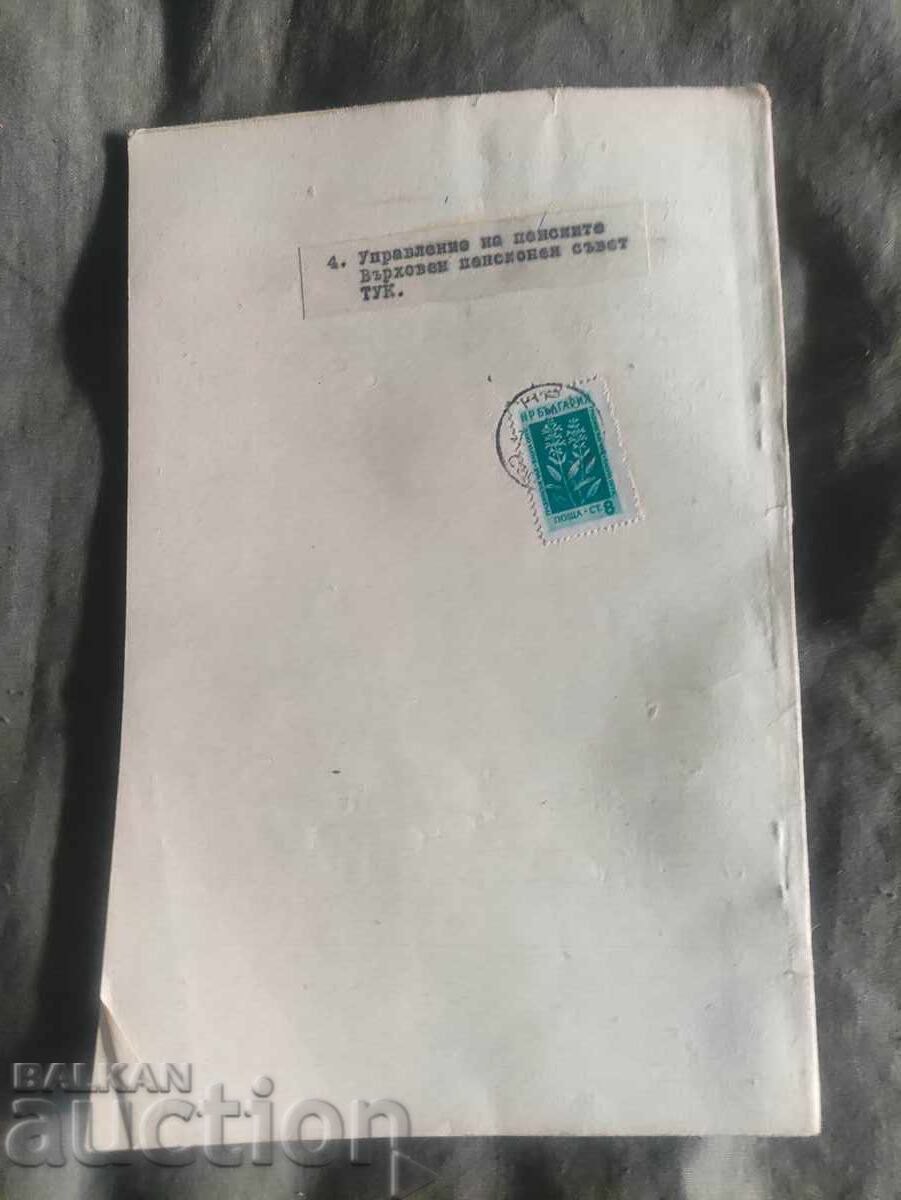 4. Управление на пенсиите
Върховен пенсионен съвет
ТУК.
НР БЪЛГАРИЯ
ПОЩА - СТ. 8
BALKAN
auction